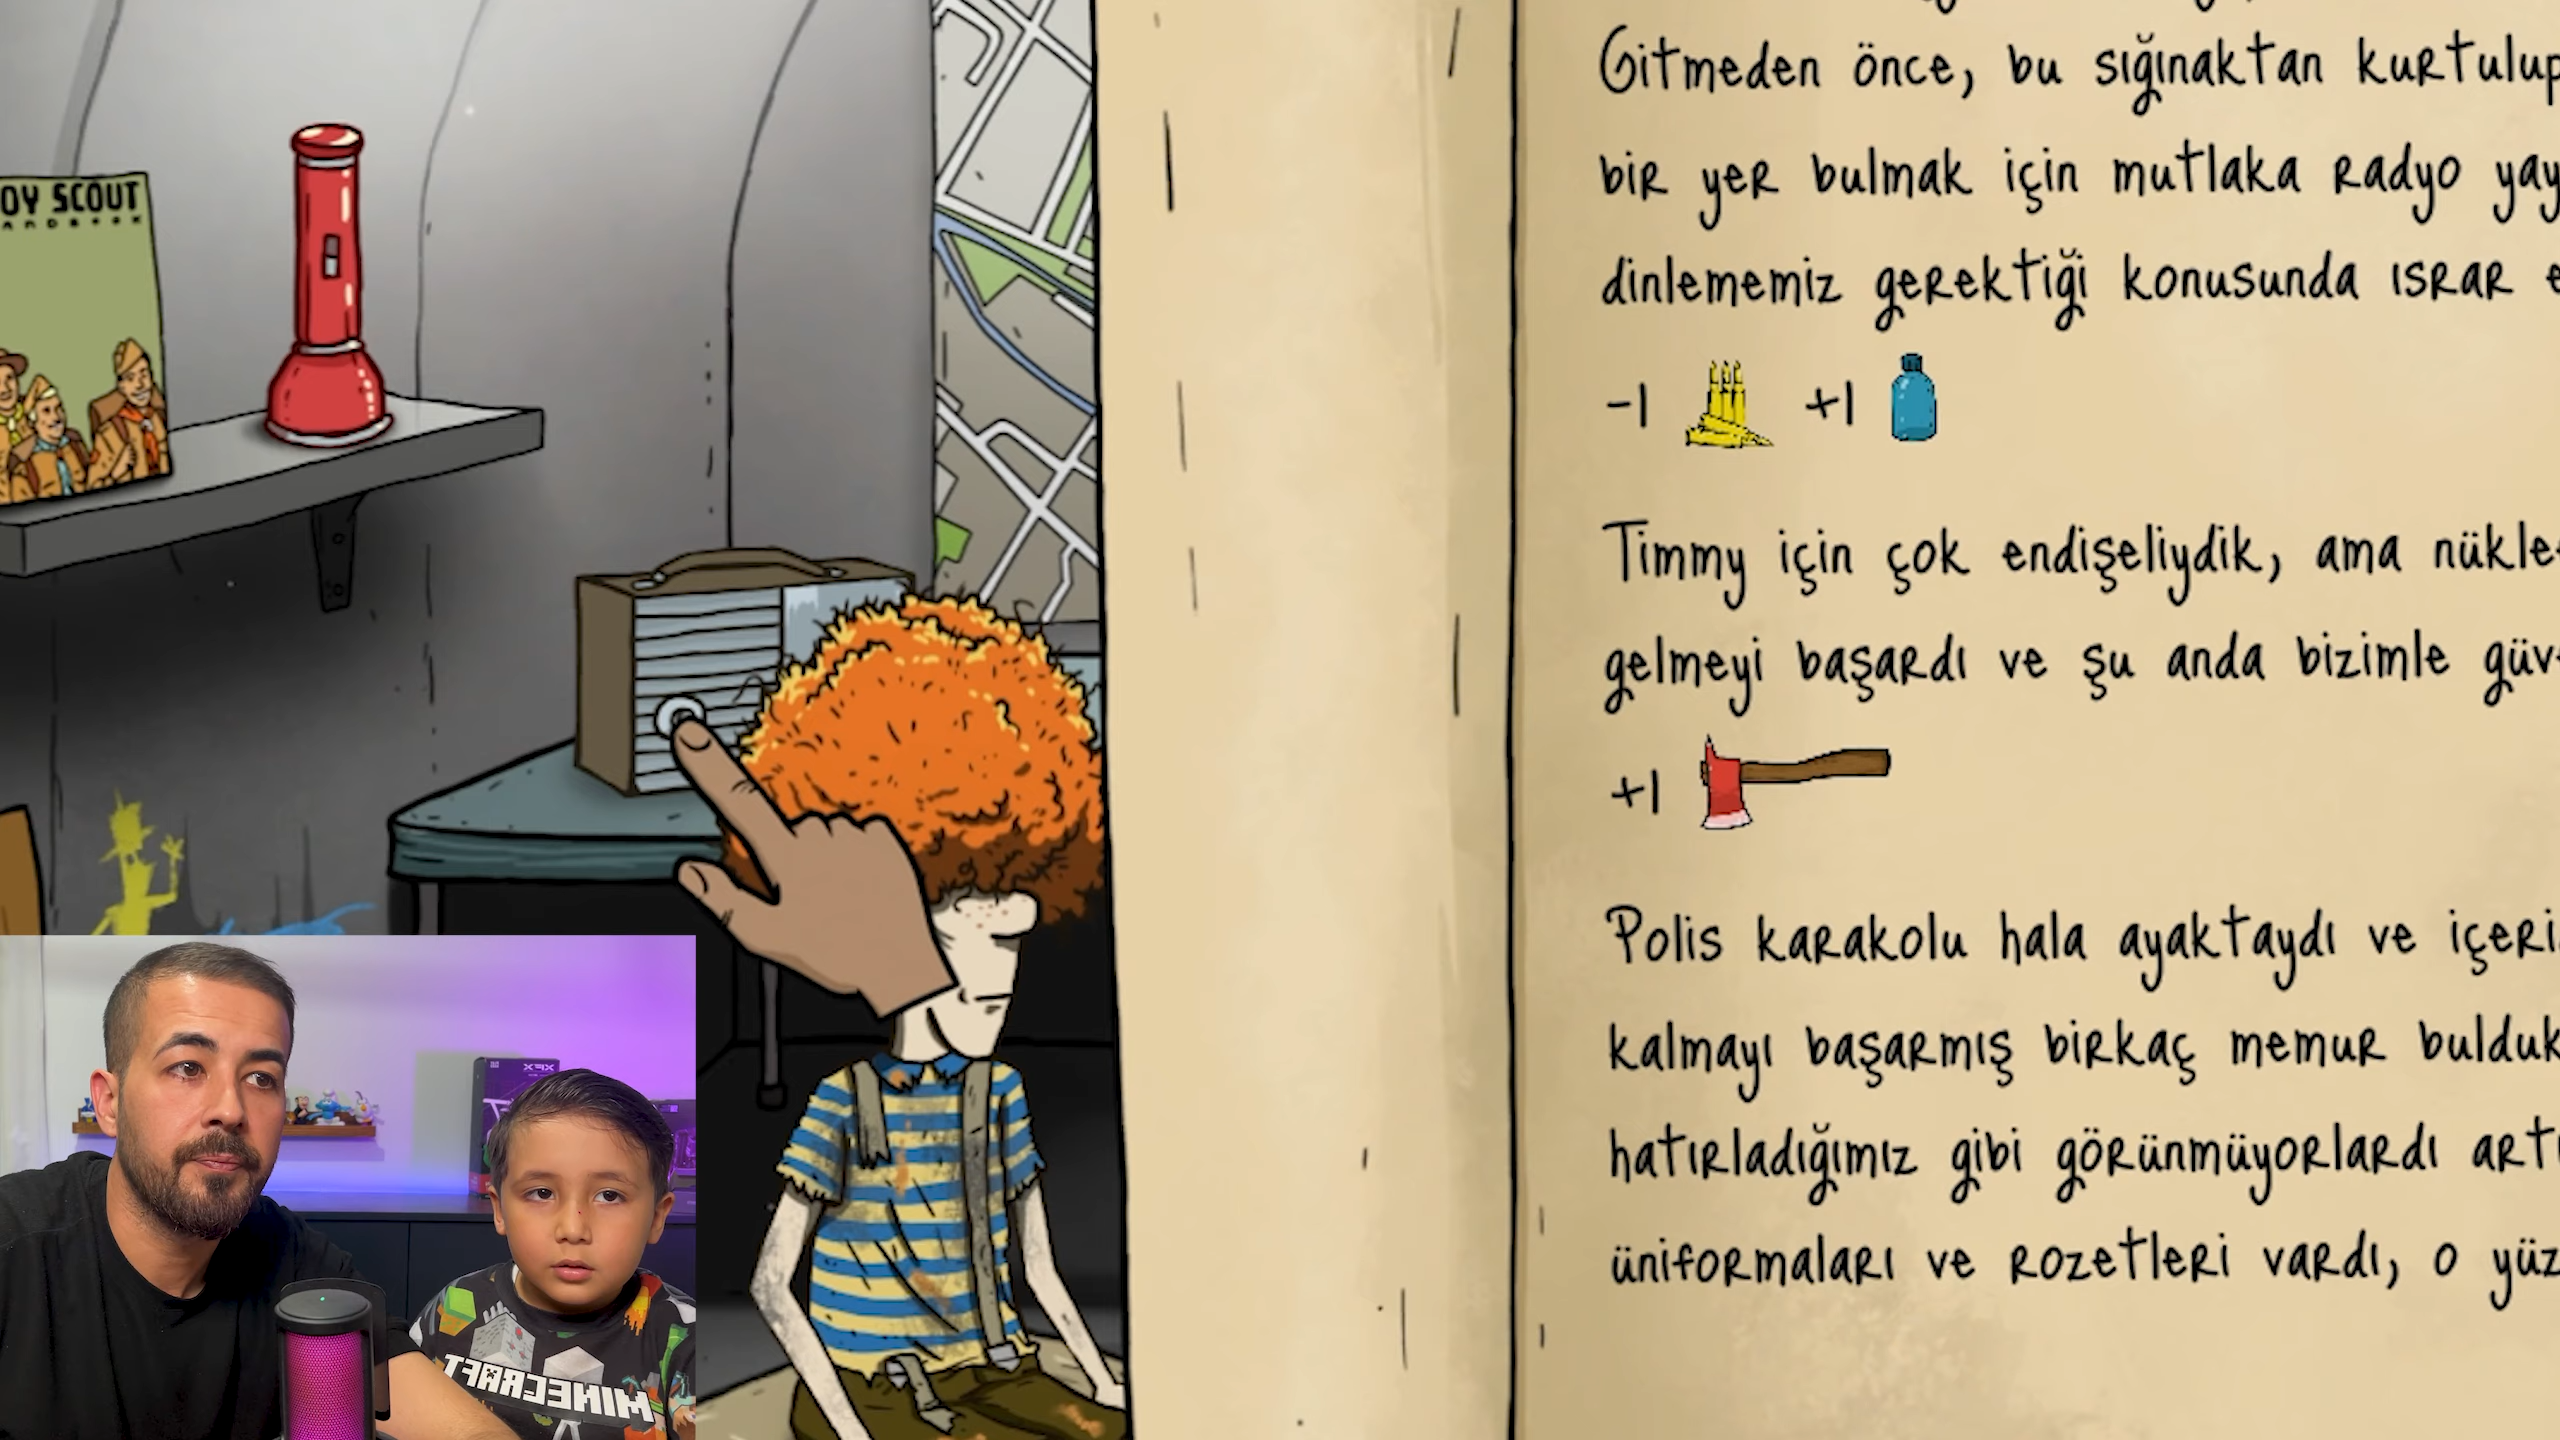 OY SCOUT
ANDBOOK
Gitmeden önce, bu sığınaktan kurtulup
bir yer bulmak için mutlaka radyo yay
dinlememiz gerektiği konusunda ısrar e
-1 +1
Timmy için çok endişeliydik, ama nükle
gelmeyi başardı ve şu anda bizimle güv
+1
Polis karakolu hala ayaktaydı ve içeri
kalmayı başarmış birkaç memur bulduk
hatırladığımız gibi görünmüyorlardı art
üniformaları ve rozetleri vardı, o yüz
XFX
MINECRAFT